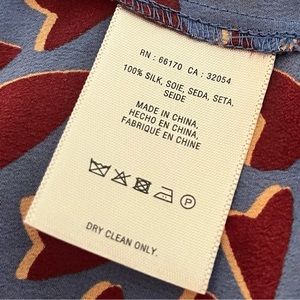 RN : 66170 CA : 32054
100% SILK, SOIE, SEDA, SETA,
SEIDE
MADE IN CHINA,
HECHO EN CHINA,
FABRIQUÉ EN CHINE
P
DRY CLEAN ONLY.